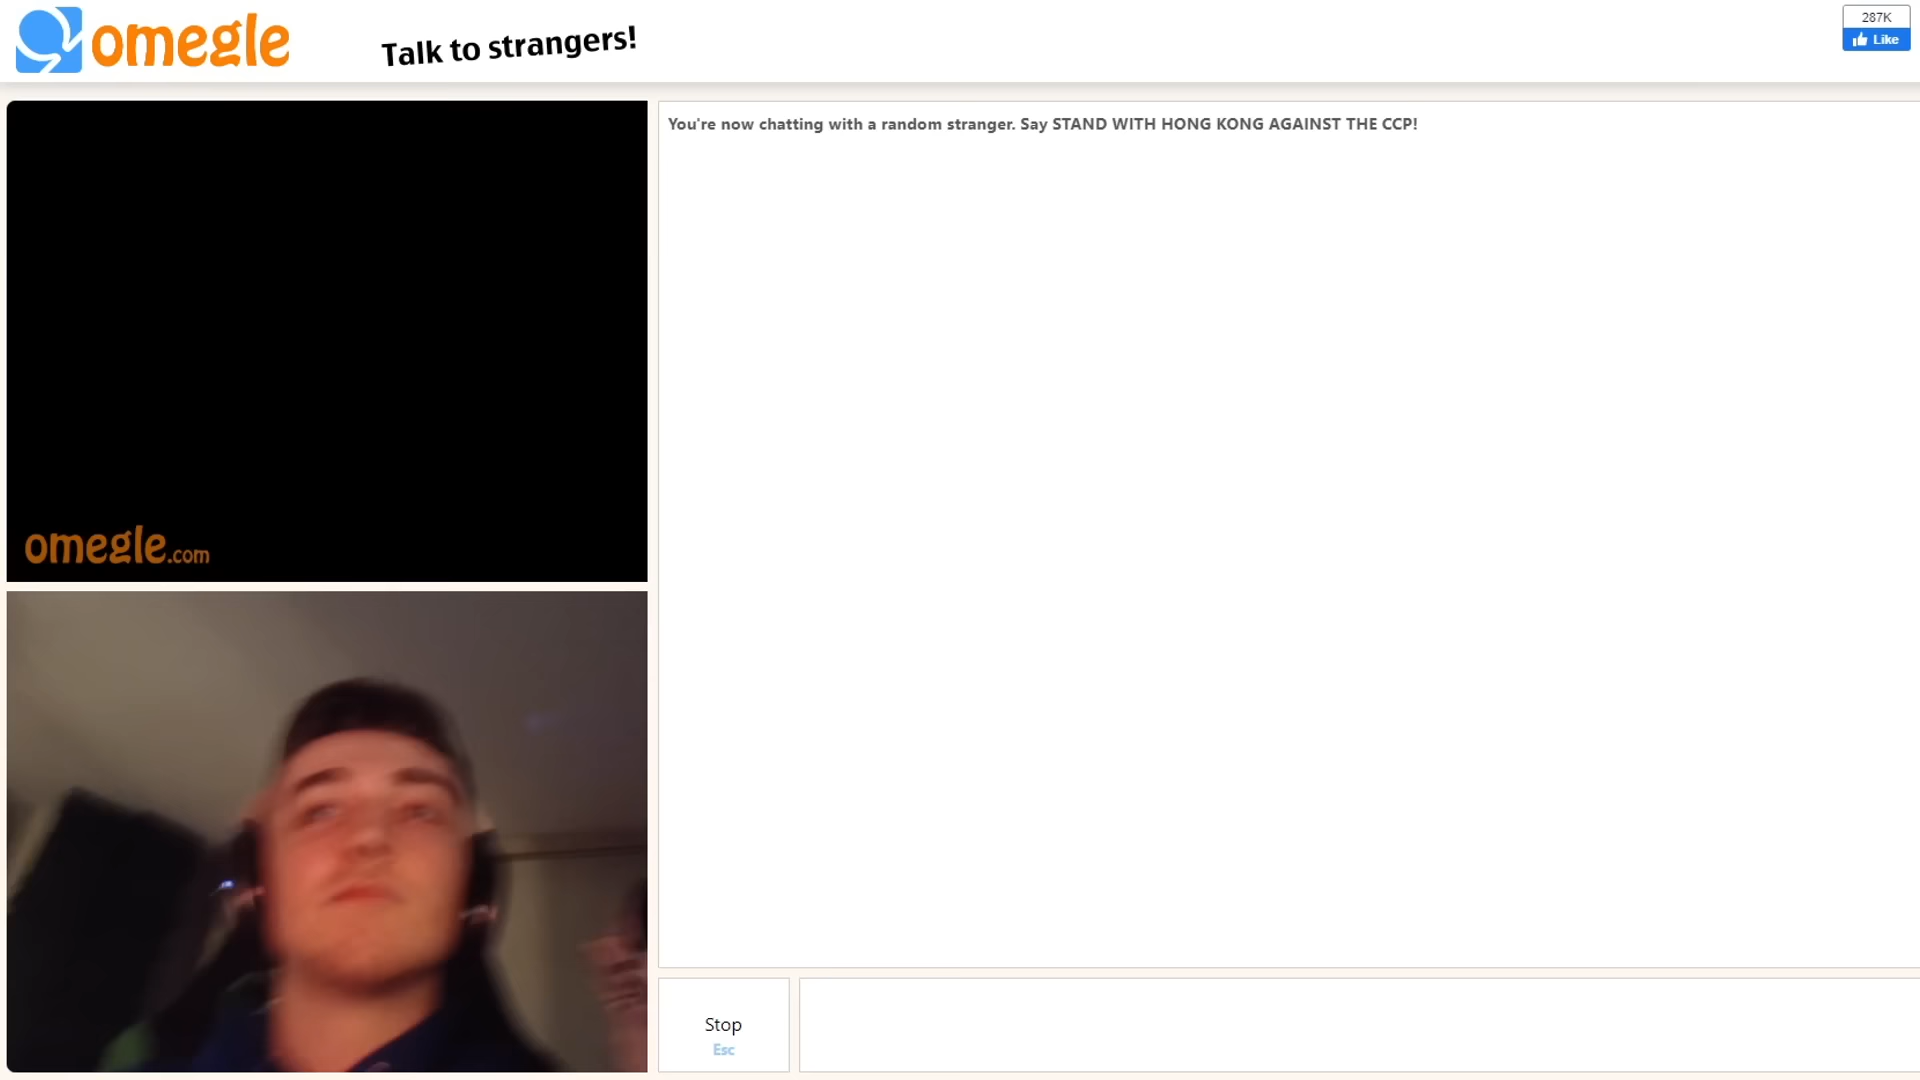 omegle
Talk to strangers!
287K
Like
You're now chatting with a random stranger. Say STAND WITH HONG KONG AGAINST THE CCP!
omegle.com
Stop
Esc